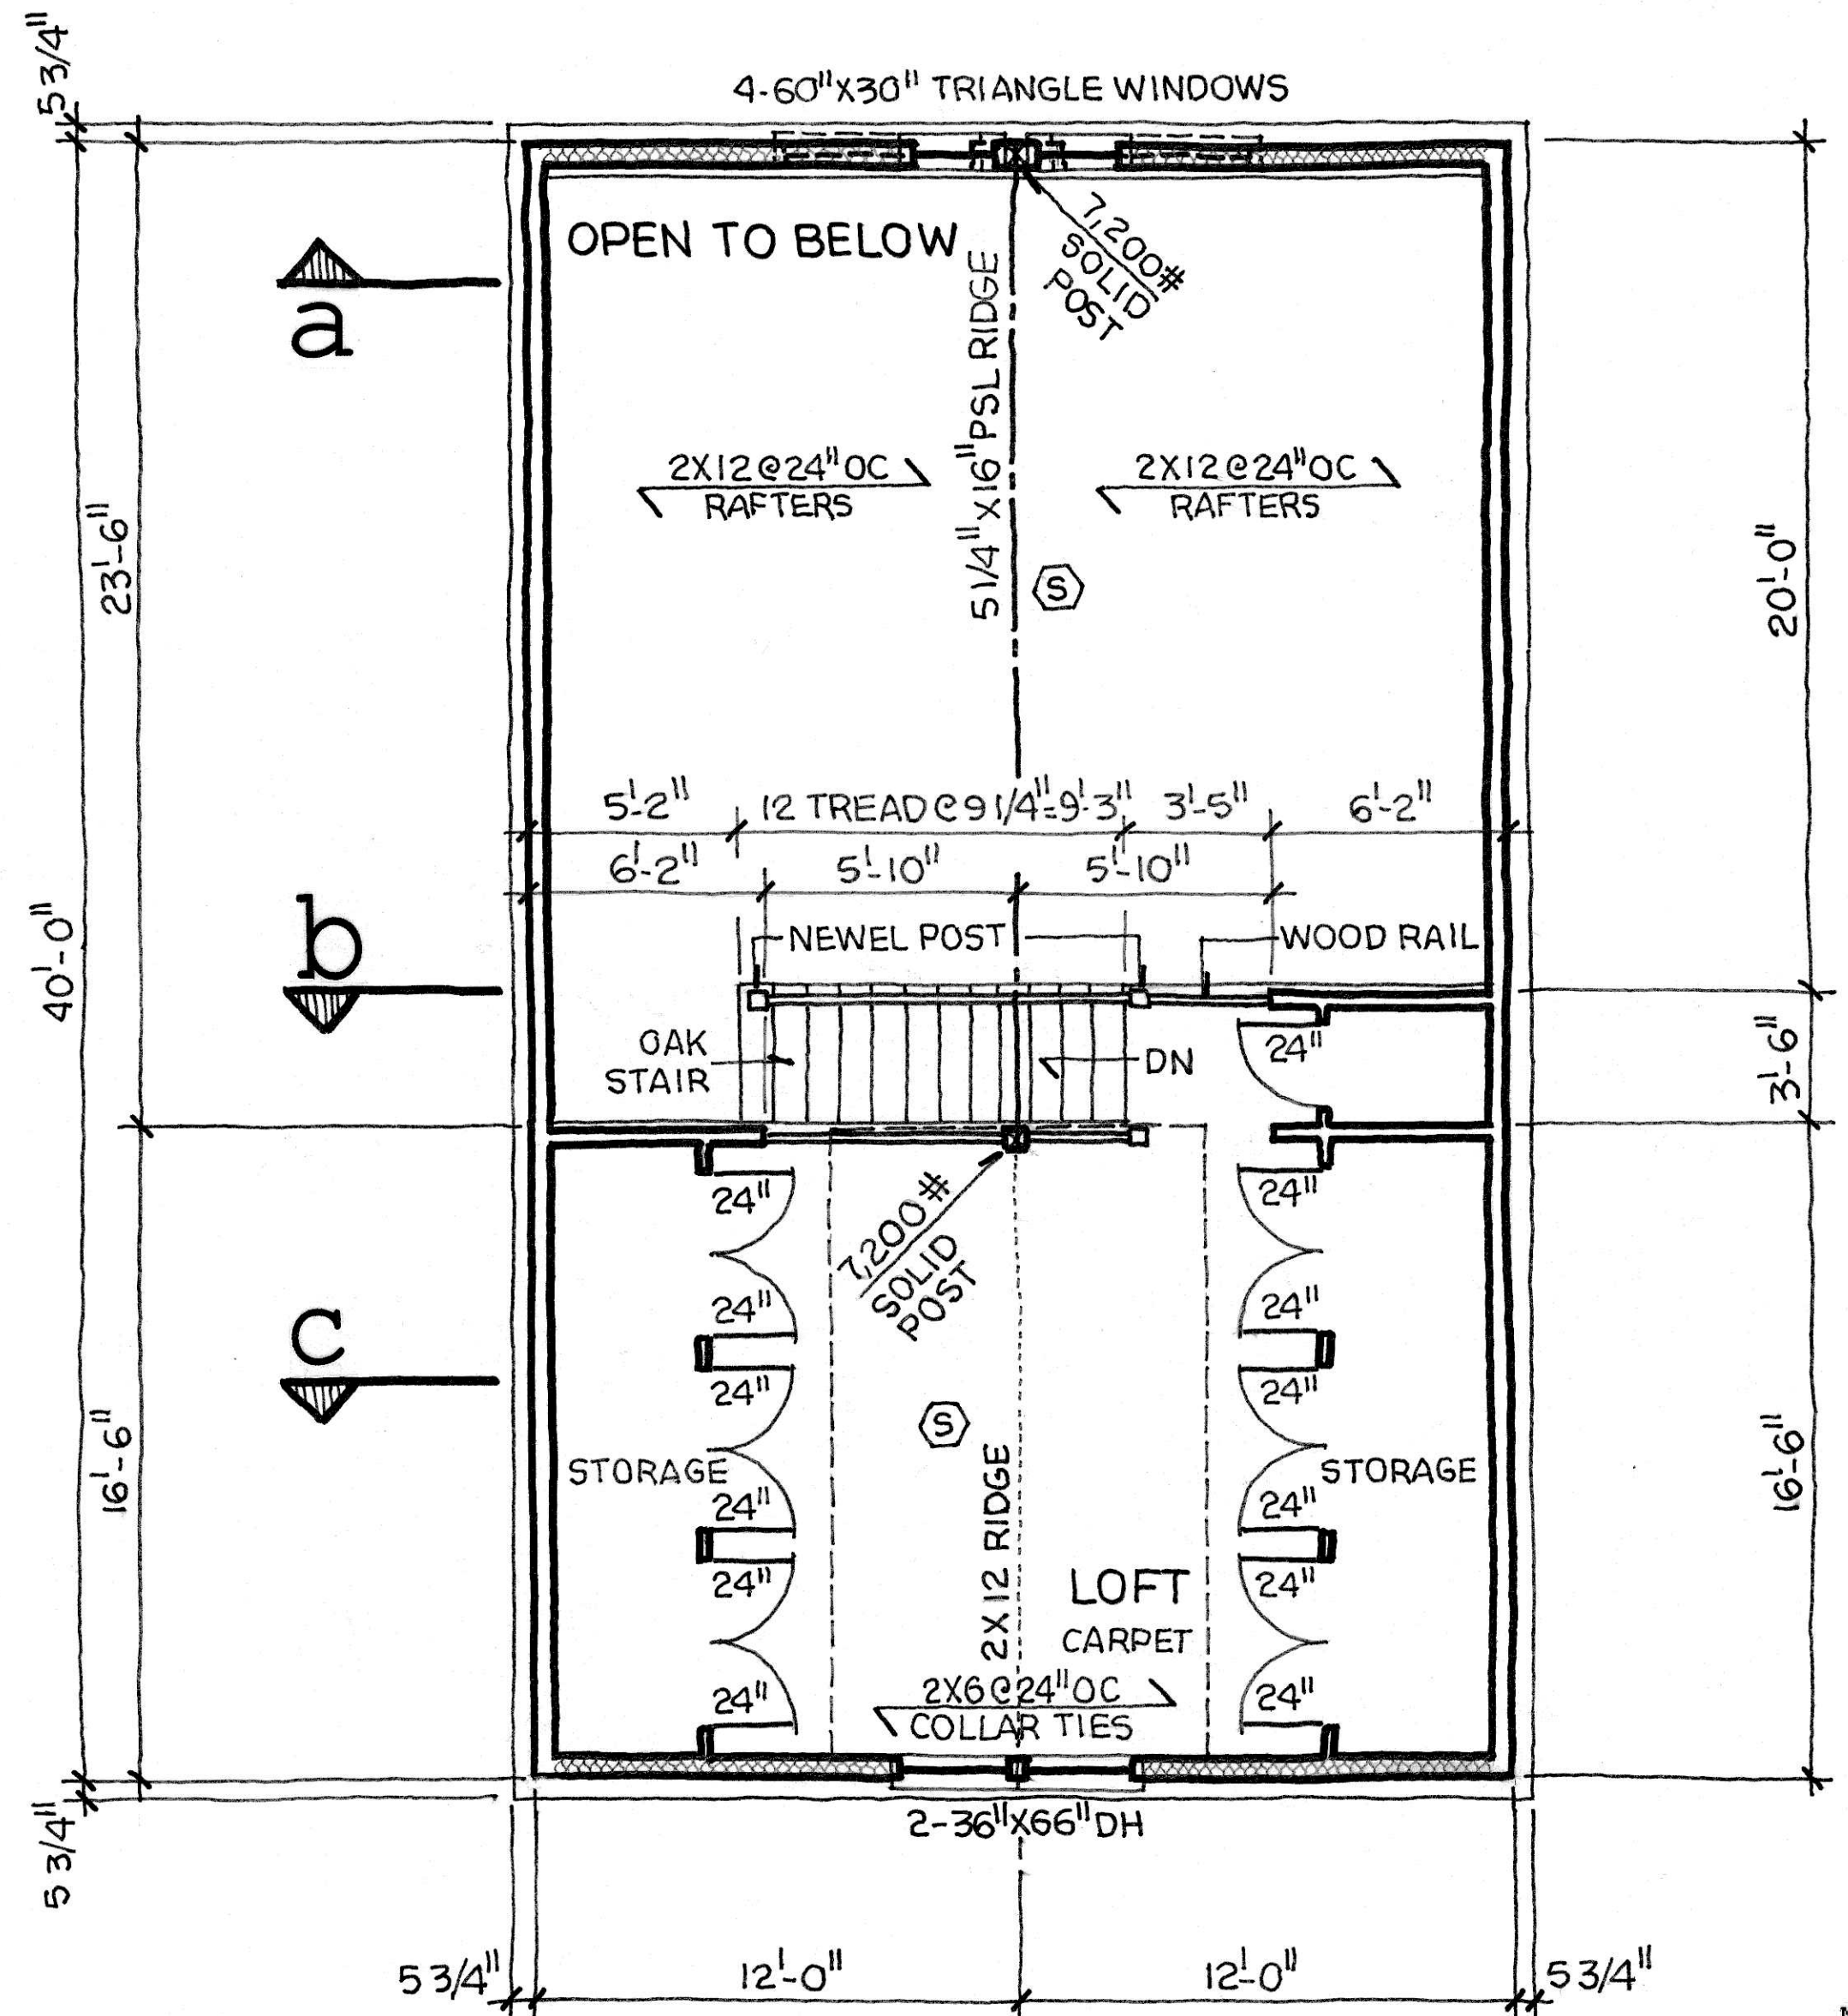 5 3/4"
4-60"X30" TRIANGLE WINDOWS
OPEN TO BELOW
7,200#
SOLID
POST
a
5 1/4"X16" PSL RIDGE
2X12@24"OC
RAFTERS
2X12@24"OC
RAFTERS
23'-6"
20'-0"
S
5'-2"
12 TREAD@9 1/4"=9'-3"
3'-5"
6'-2"
6'-2"
5'-10"
5'-10"
b
NEWEL POST
WOOD RAIL
40'-0"
OAK
STAIR
DN
24"
3'-6"
24"
24"
7,200#
SOLID
POST
c
24"
24"
24"
24"
S
16'-6"
STORAGE
2X12 RIDGE
STORAGE
16'-6"
24"
24"
24"
24"
LOFT
CARPET
24"
2X6@24"OC
COLLAR TIES
24"
5 3/4"
2-36"X66"DH
5 3/4"
12'-0"
12'-0"
5 3/4"